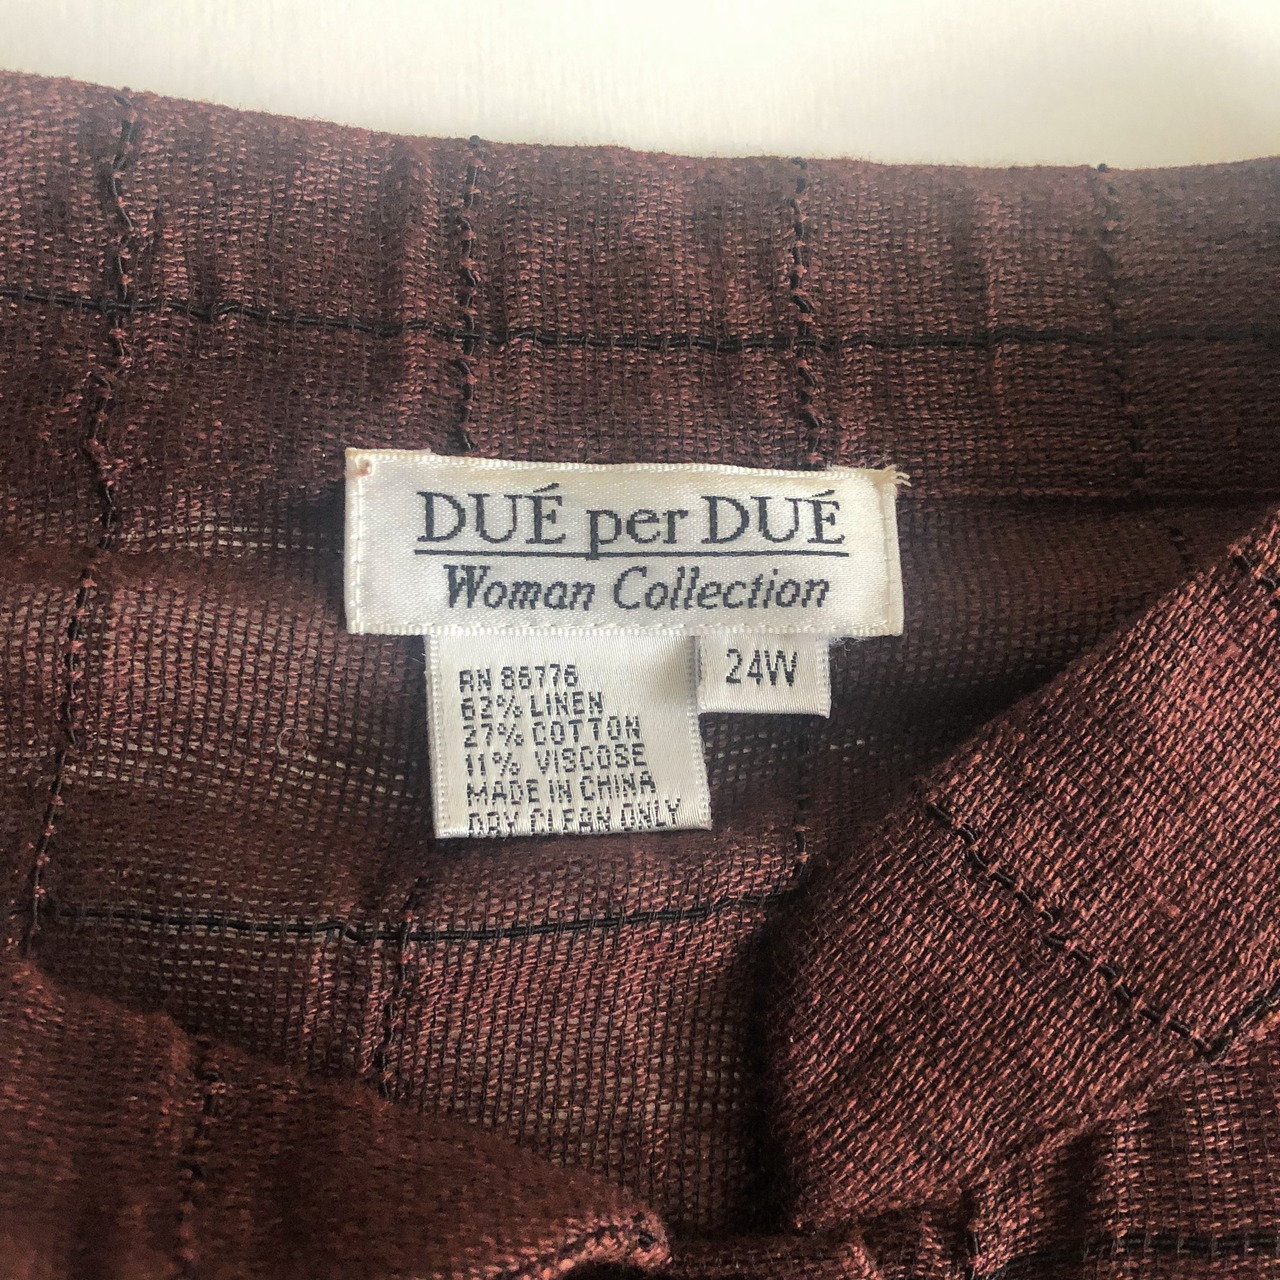 DUÉ per DUÉ
Woman Collection
24W
RN 86776
62% LINEN
27% COTTON
11% VISCOSE
MADE IN CHINA
DRY CLEAN ONLY